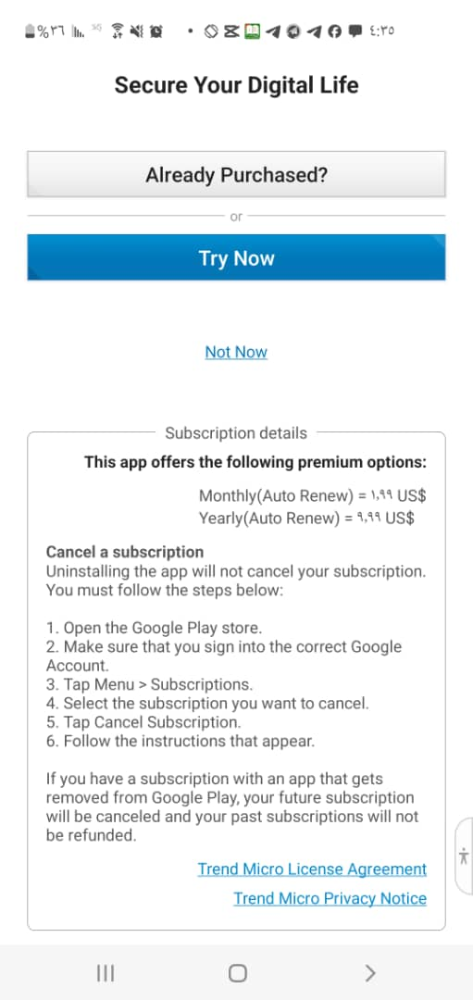 %٢٦ ٤:٣٥
Secure Your Digital Life
Already Purchased?
or
Try Now
Not Now
Subscription details
This app offers the following premium options:
Monthly(Auto Renew) = ١,٩٩ US$
Yearly(Auto Renew) = ٩,٩٩ US$
Cancel a subscription
Uninstalling the app will not cancel your subscription.
You must follow the steps below:
1. Open the Google Play store.
2. Make sure that you sign into the correct Google
Account.
3. Tap Menu > Subscriptions.
4. Select the subscription you want to cancel.
5. Tap Cancel Subscription.
6. Follow the instructions that appear.
If you have a subscription with an app that gets
removed from Google Play, your future subscription
will be canceled and your past subscriptions will not
be refunded.
Trend Micro License Agreement
Trend Micro Privacy Notice